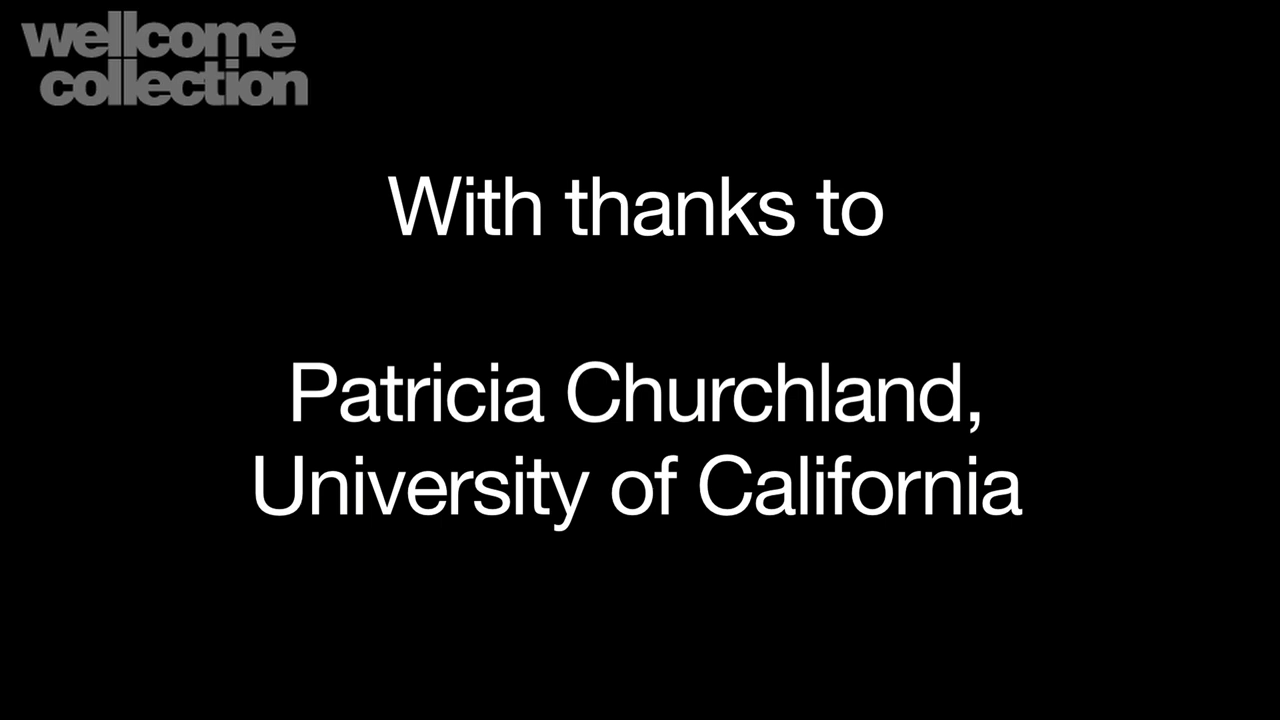 wellcome
collection
With thanks to
Patricia Churchland,
University of California